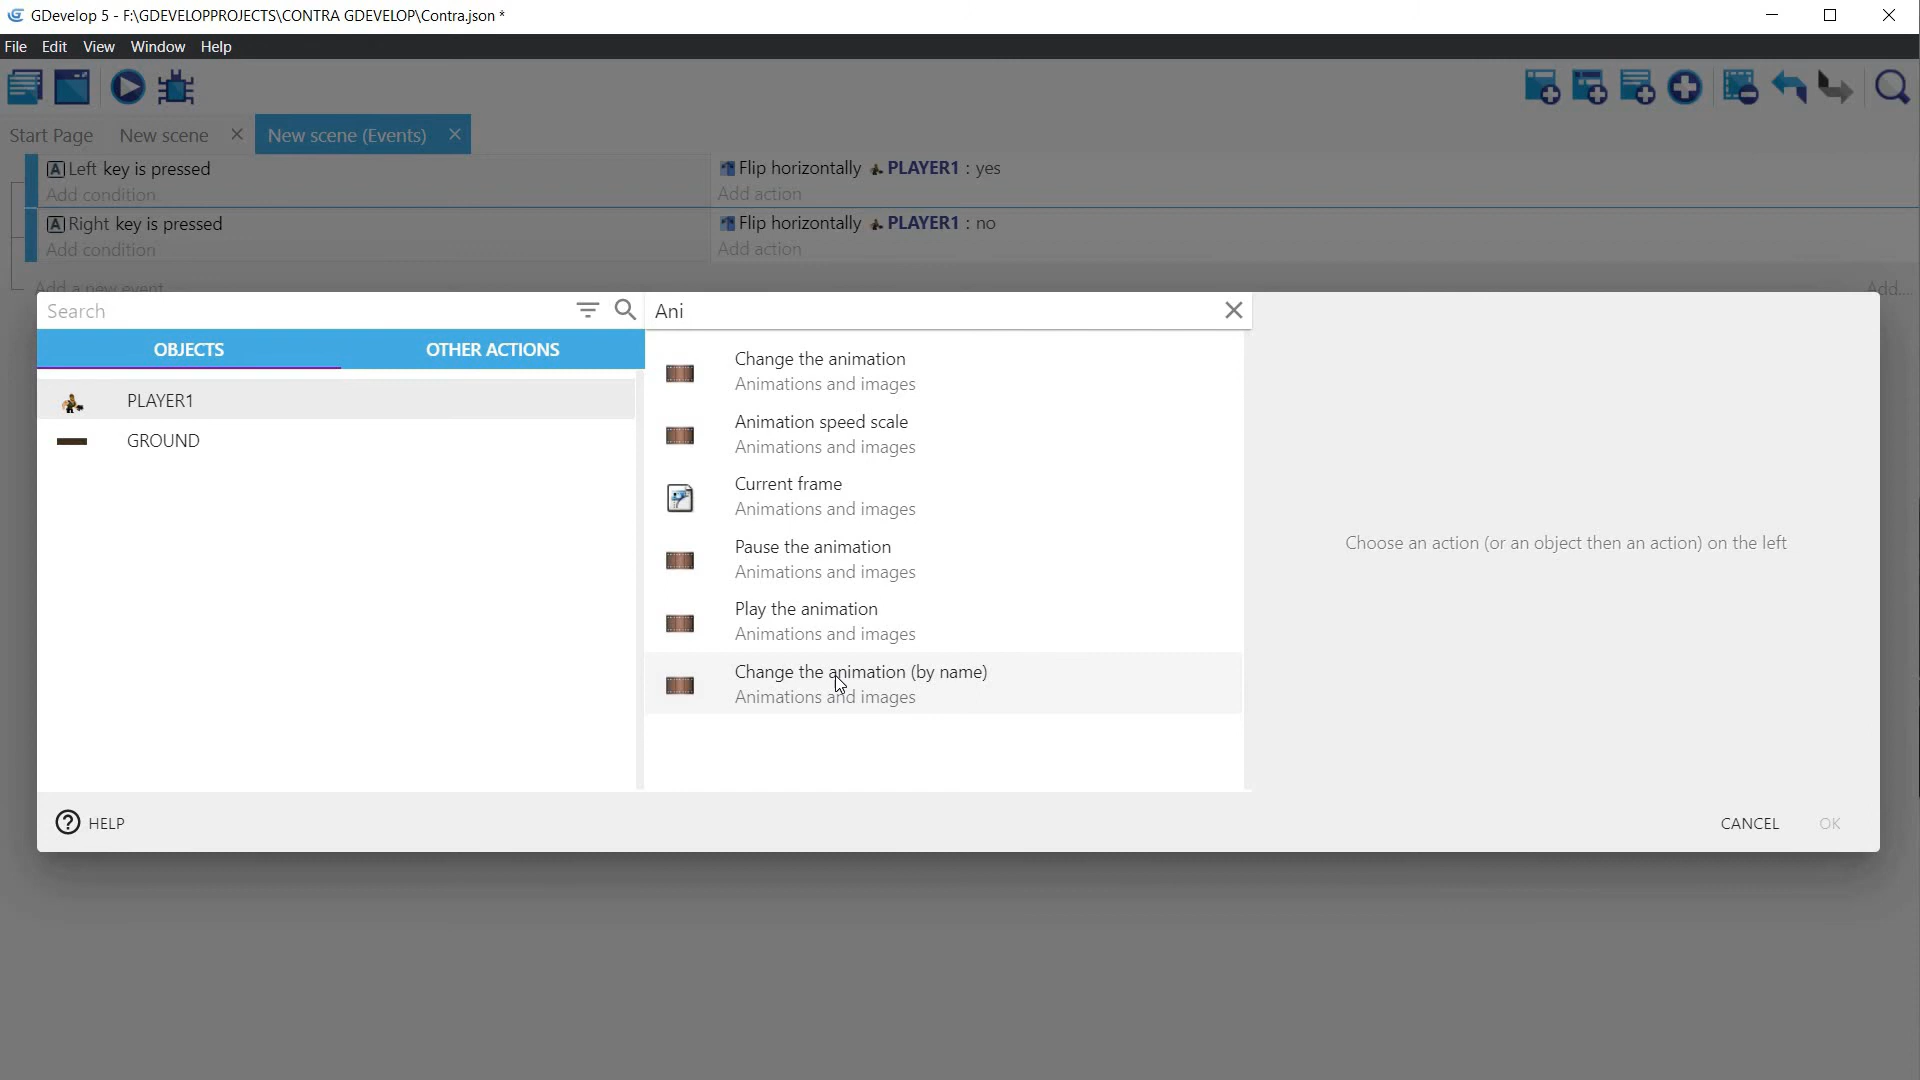 GDevelop 5 - F:\GDEVELOPPROJECTS\CONTRA GDEVELOP\Contra.json *
File Edit View Window Help
Start Page New scene New scene (Events)
A Left key is pressed
Flip horizontally PLAYER1 : yes
Add condition
Add action
A Right key is pressed
Flip horizontally PLAYER1 : no
Add condition
Add action
Add a new event
Add...
Search
Ani
OBJECTS
OTHER ACTIONS
PLAYER1
GROUND
Change the animation
Animations and images
Animation speed scale
Animations and images
Current frame
Animations and images
Pause the animation
Animations and images
Play the animation
Animations and images
Change the animation (by name)
Animations and images
Choose an action (or an object then an action) on the left
? HELP
CANCEL
OK